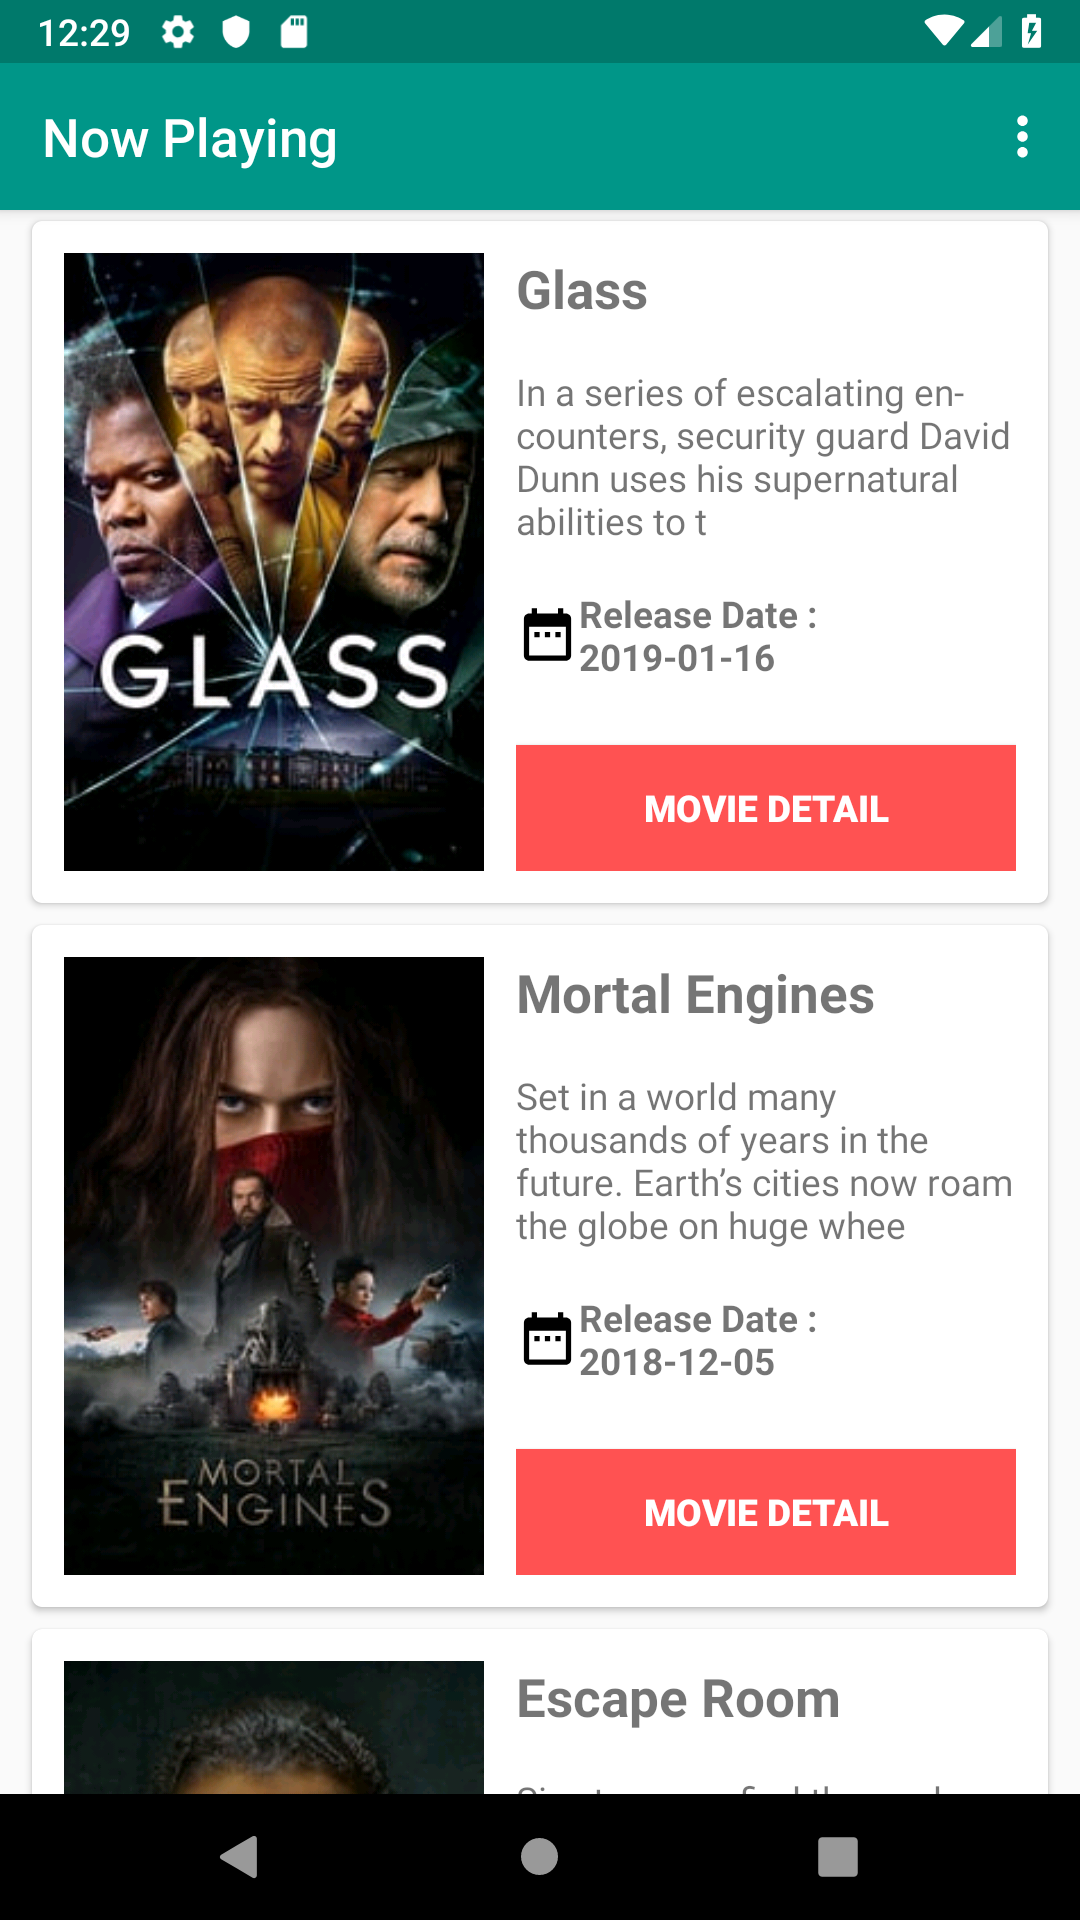 12:29
Now Playing
GLASS
Glass
In a series of escalating en-
counters, security guard David
Dunn uses his supernatural
abilities to t
Release Date :
2019-01-16
MOVIE DETAIL
MORTAL
ENGINES
Mortal Engines
Set in a world many
thousands of years in the
future. Earth’s cities now roam
the globe on huge whee
Release Date :
2018-12-05
MOVIE DETAIL
Escape Room